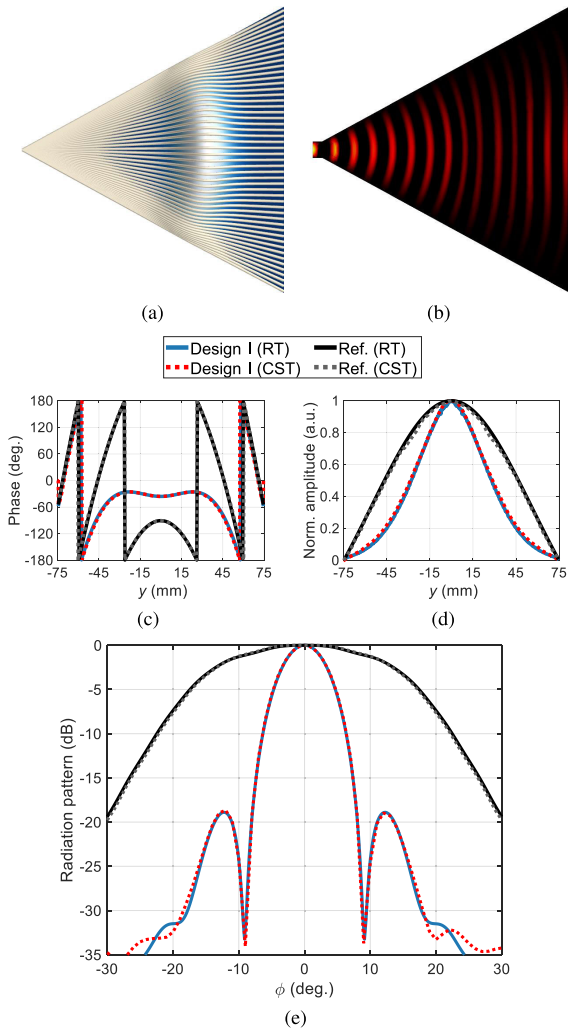 (a) (b)
Design I (RT) Ref. (RT)
Design I (CST) Ref. (CST)
180
120
60
0
-60
-120
-180
Phase (deg.)
-75 -45 -15 15 45 75
y (mm)
(c)
1
0.8
0.6
0.4
0.2
0
Norm. amplitude (a.u.)
-75 -45 -15 15 45 75
y (mm)
(d)
0
-5
-10
-15
-20
-25
-30
-35
Radiation pattern (dB)
-30 -20 -10 0 10 20 30
ϕ (deg.)
(e)